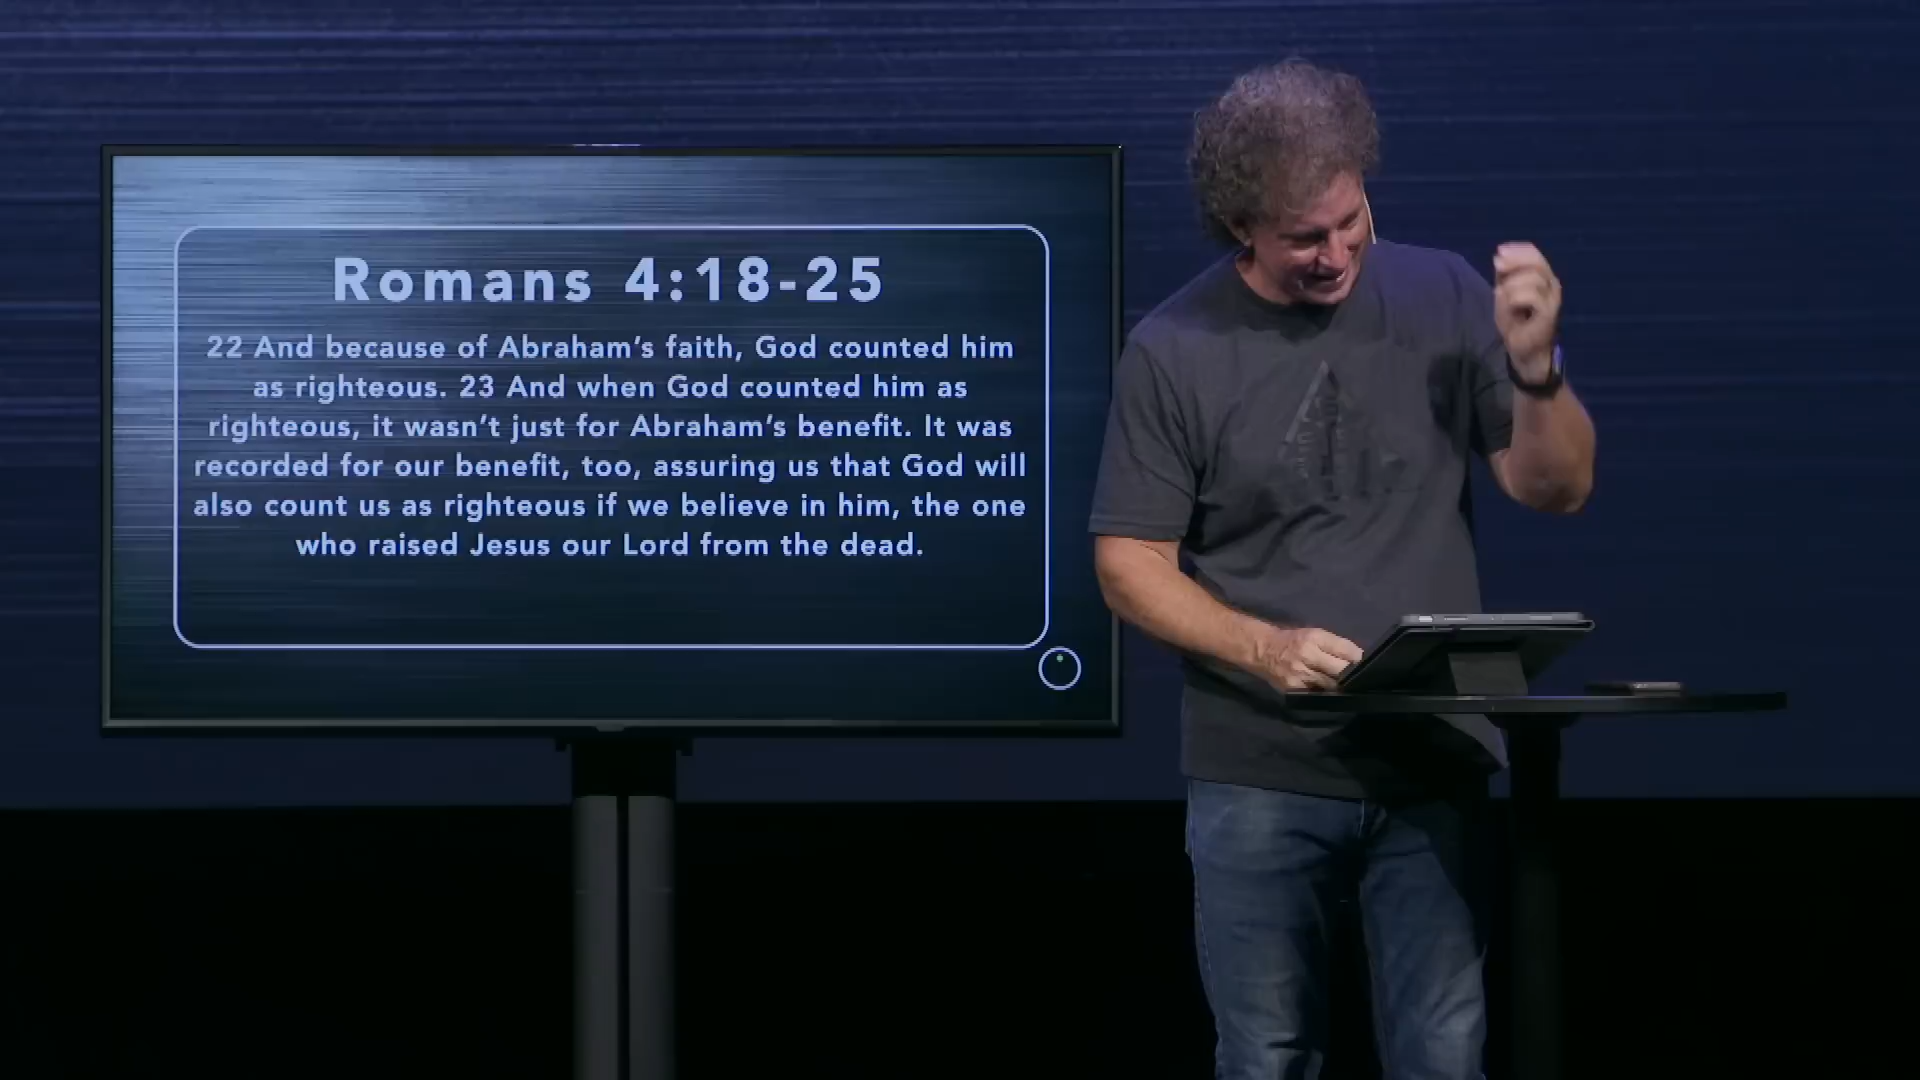 Romans 4:18-25
22 And because of Abraham’s faith, God counted him
as righteous. 23 And when God counted him as
righteous, it wasn’t just for Abraham’s benefit. It was
recorded for our benefit, too, assuring us that God will
also count us as righteous if we believe in him, the one
who raised Jesus our Lord from the dead.